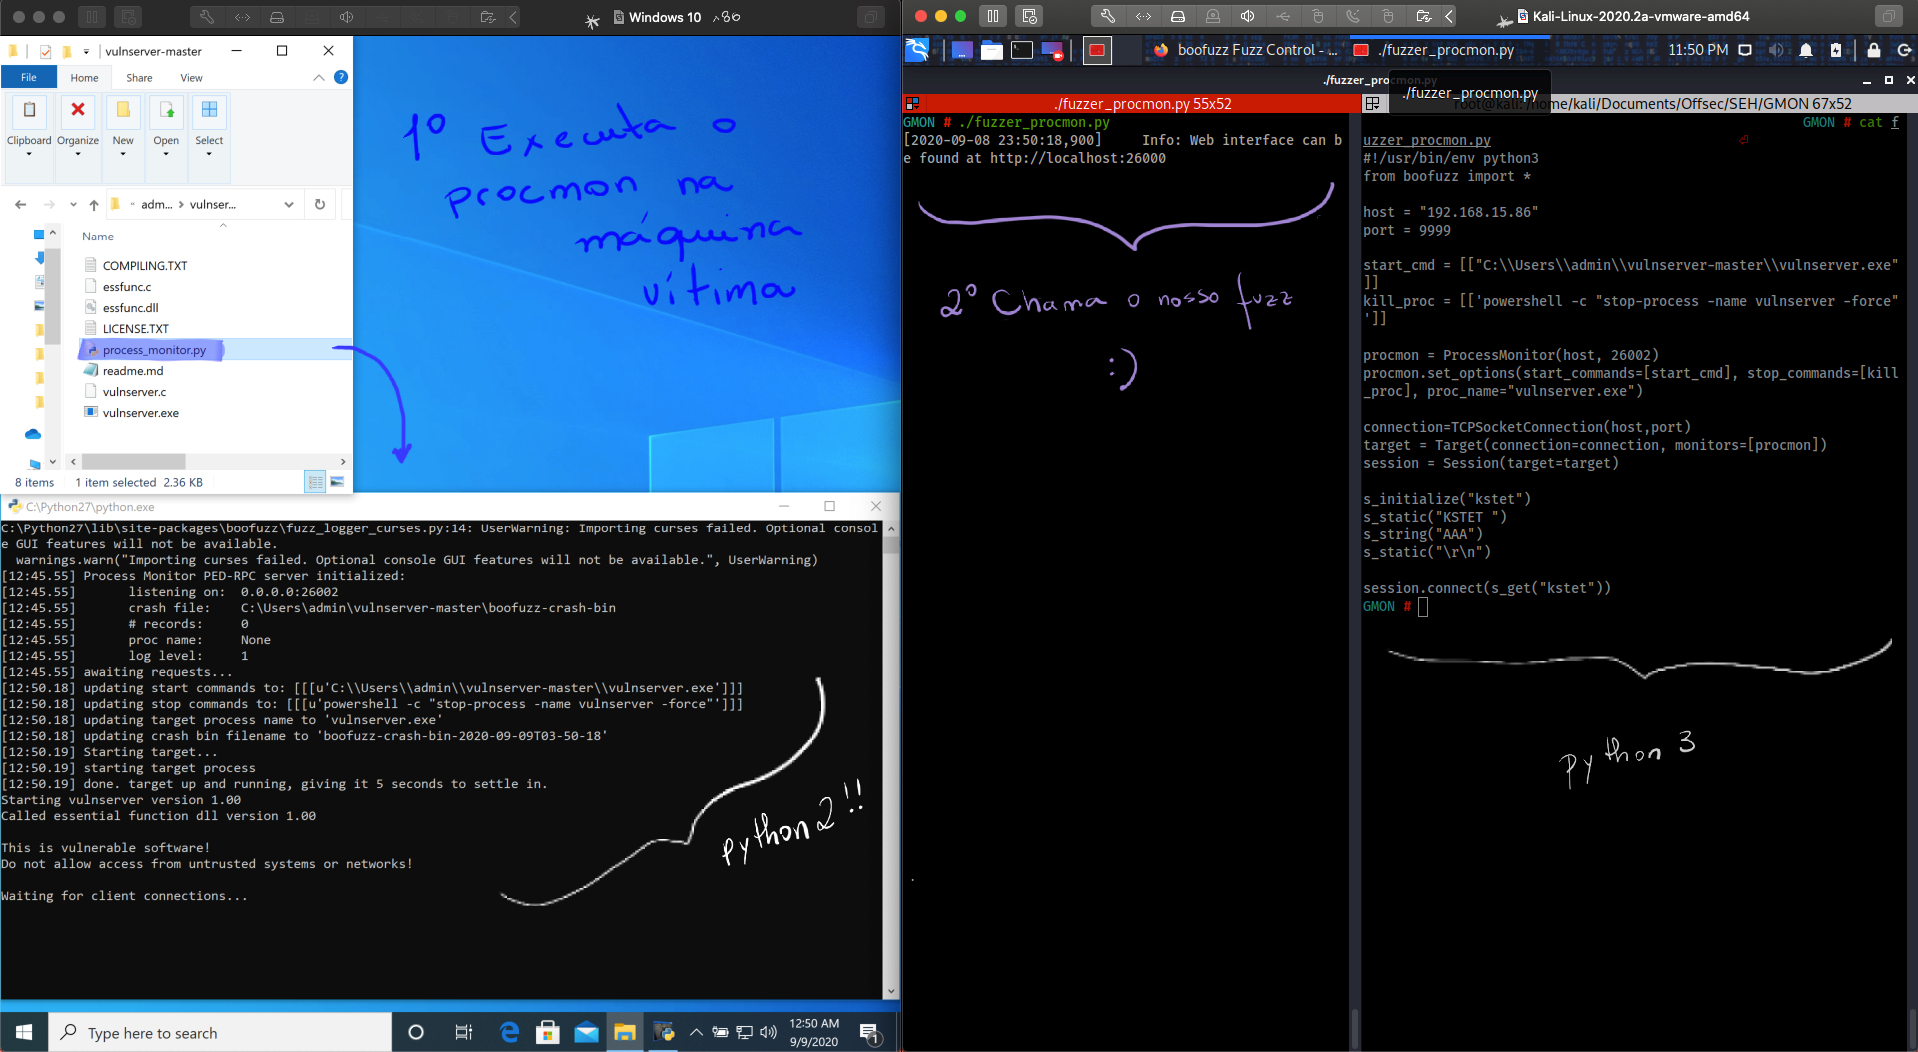 Windows 10 x86
vulnserver-master
File
Home
Share
View
Clipboard
Organize
New
Open
Select
adm...
vulnser...
Name
COMPILING.TXT
essfunc.c
essfunc.dll
LICENSE.TXT
process_monitor.py
readme.md
vulnserver.c
vulnserver.exe
8 items
1 item selected 2.36 KB
1º Executa o
procmon na
máquina
vítima
C:\Python27\python.exe
C:\Python27\lib\site-packages\boofuzz\fuzz_logger_curses.py:14: UserWarning: Importing curses failed. Optional consol
e GUI features will not be available.
warnings.warn("Importing curses failed. Optional console GUI features will not be available.", UserWarning)
[12:45.55] Process Monitor PED-RPC server initialized:
[12:45.55] listening on: 0.0.0.0:26002
[12:45.55] crash file: C:\Users\admin\vulnserver-master\boofuzz-crash-bin
[12:45.55] # records: 0
[12:45.55] proc name: None
[12:45.55] log level: 1
[12:45.55] awaiting requests...
[12:50.18] updating start commands to: [[[u'C:\\Users\\admin\\vulnserver-master\\vulnserver.exe']]]
[12:50.18] updating stop commands to: [[[u'powershell -c "stop-process -name vulnserver -force"']]]
[12:50.18] updating target process name to 'vulnserver.exe'
[12:50.18] updating crash bin filename to 'boofuzz-crash-bin-2020-09-09T03-50-18'
[12:50.19] Starting target...
[12:50.19] starting target process
[12:50.19] done. target up and running, giving it 5 seconds to settle in.
Starting vulnserver version 1.00
Called essential function dll version 1.00
This is vulnerable software!
Do not allow access from untrusted systems or networks!
Waiting for client connections...
python2!!
Type here to search
12:50 AM
9/9/2020
1
Kali-Linux-2020.2a-vmware-amd64
boofuzz Fuzz Control - ...
./fuzzer_procmon.py
11:50 PM
./fuzzer_procmon.py
./fuzzer_procmon.py
./fuzzer_procmon.py 55x52
GMON # ./fuzzer_procmon.py
[2020-09-08 23:50:18,900] Info: Web interface can b
e found at http://localhost:26000
2º Chama o nosso fuzz
:)
root@kali: /home/kali/Documents/Offsec/SEH/GMON 67x52
GMON # cat f
uzzer_procmon.py
#!/usr/bin/env python3
from boofuzz import *
host = "192.168.15.86"
port = 9999
start_cmd = [["C:\\Users\\admin\\vulnserver-master\\vulnserver.exe"
]]
kill_proc = [['powershell -c "stop-process -name vulnserver -force"
']]
procmon = ProcessMonitor(host, 26002)
procmon.set_options(start_commands=[start_cmd], stop_commands=[kill
_proc], proc_name="vulnserver.exe")
connection=TCPSocketConnection(host,port)
target = Target(connection=connection, monitors=[procmon])
session = Session(target=target)
s_initialize("kstet")
s_static("KSTET ")
s_string("AAA")
s_static("\r\n")
session.connect(s_get("kstet"))
GMON #
python 3